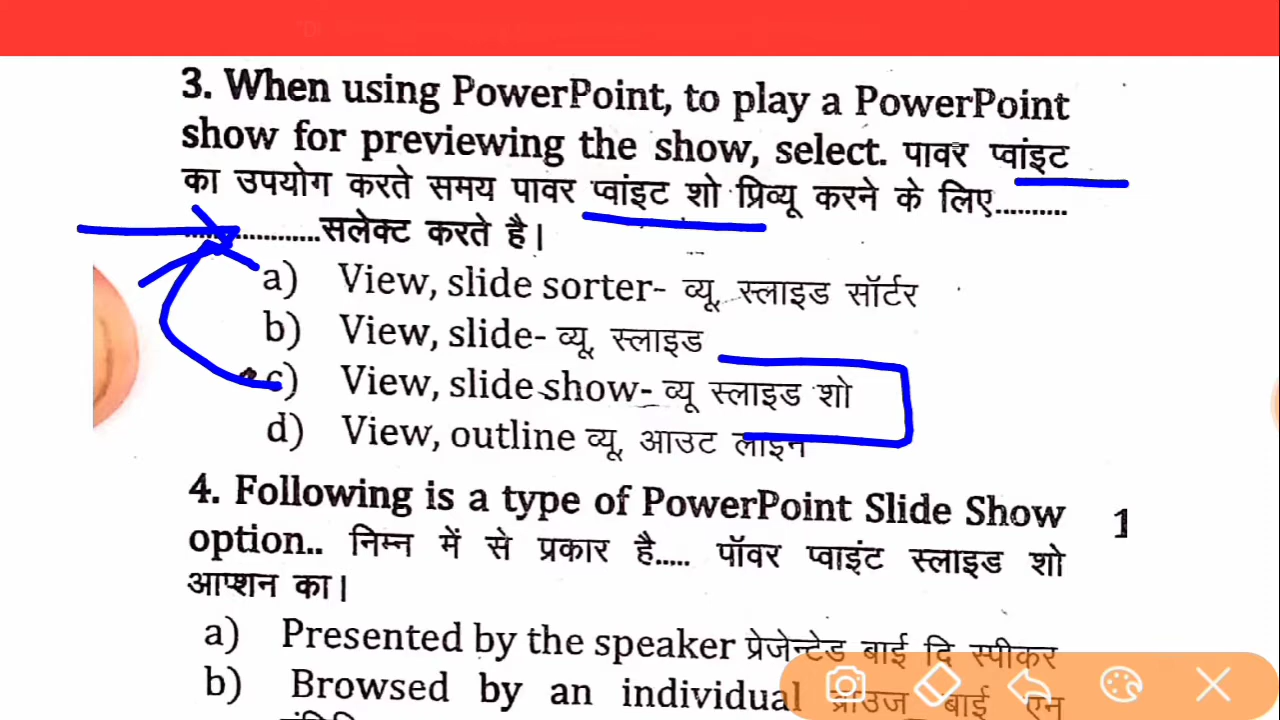 3. When using PowerPoint, to play a PowerPoint
show for previewing the show, select. पावर प्वांइट
का उपयोग करते समय पावर प्वांइट शो प्रिव्यू करने के लिए..........
..................सलेक्ट करते है।
a) View, slide sorter- व्यू, स्लाइड सॉर्टर
b) View, slide- व्यू, स्लाइड
c) View, slide show- व्यू स्लाइड शो
d) View, outline व्यू, आउट लाइन
4. Following is a type of PowerPoint Slide Show 1
option.. निम्न में से प्रकार है..... पॉवर प्वाइंट स्लाइड शो
आप्शन का।
a) Presented by the speaker प्रेजेन्टेड बाई दि स्पीकर
b) Browsed by an individual ब्राउज बाई एन